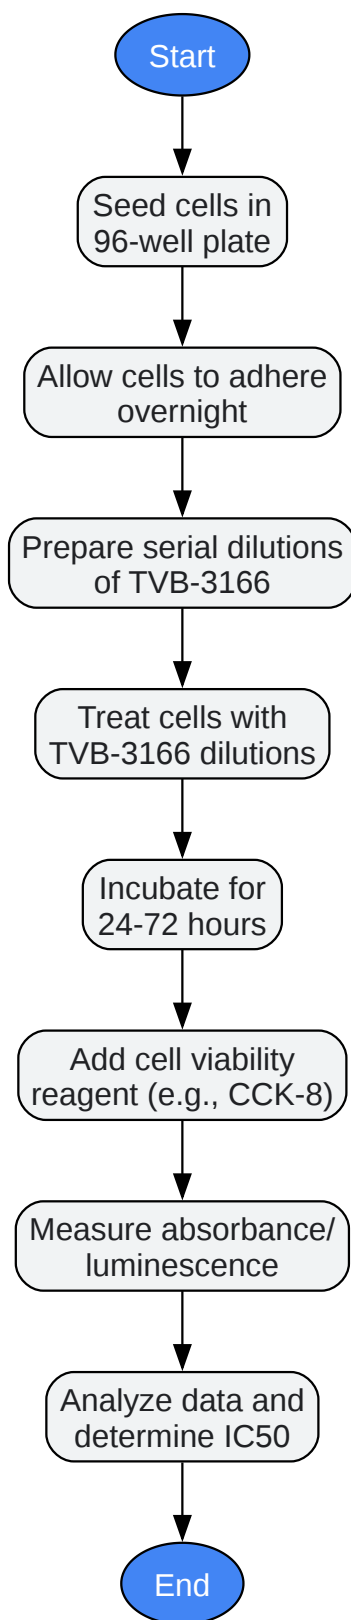 Start
Seed cells in
96-well plate
Allow cells to adhere
overnight
Prepare serial dilutions
of TVB-3166
Treat cells with
TVB-3166 dilutions
Incubate for
24-72 hours
Add cell viability
reagent (e.g., CCK-8)
Measure absorbance/
luminescence
Analyze data and
determine IC50
End